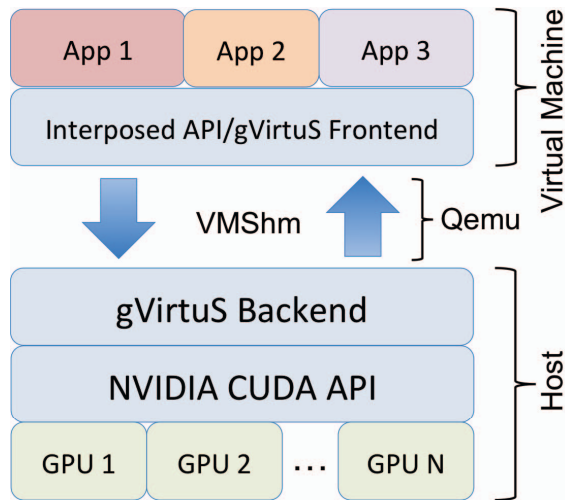 App 1
App 2
App 3
Interposed API/gVirtuS Frontend
Virtual Machine
VMShm
Qemu
gVirtuS Backend
NVIDIA CUDA API
GPU 1
GPU 2
...
GPU N
Host